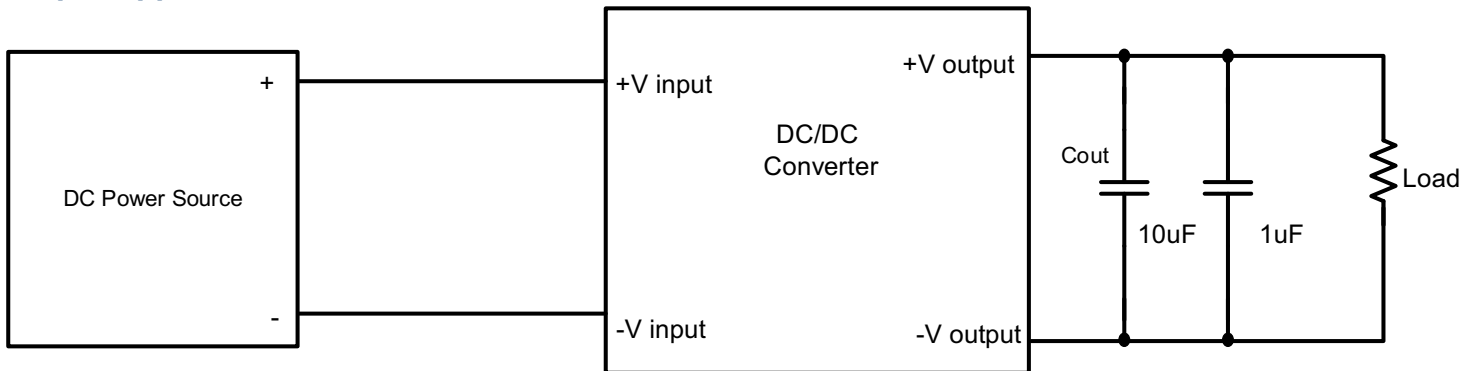 +
-
DC Power Source
+V input
-V input
DC/DC
Converter
+V output
-V output
Cout
10uF
1uF
Load